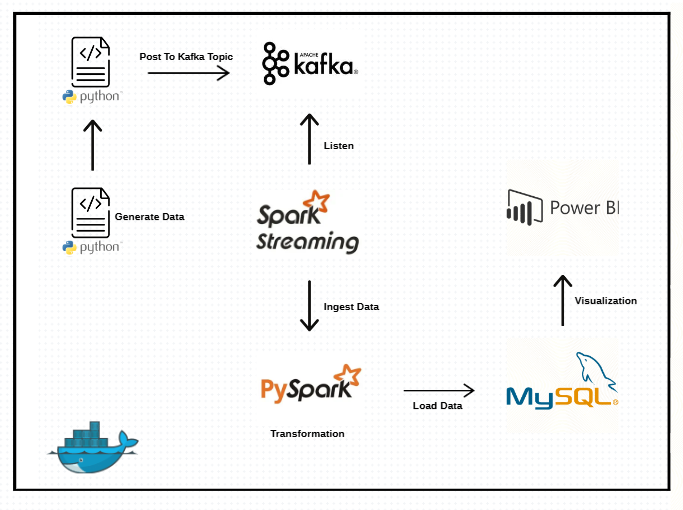 Post To Kafka Topic
</>
python
APACHE
kafka
Listen
</>
Generate Data
python
Spark
Streaming
Power BI
Ingest Data
Visualization
PySpark
MySQL
Load Data
Transformation